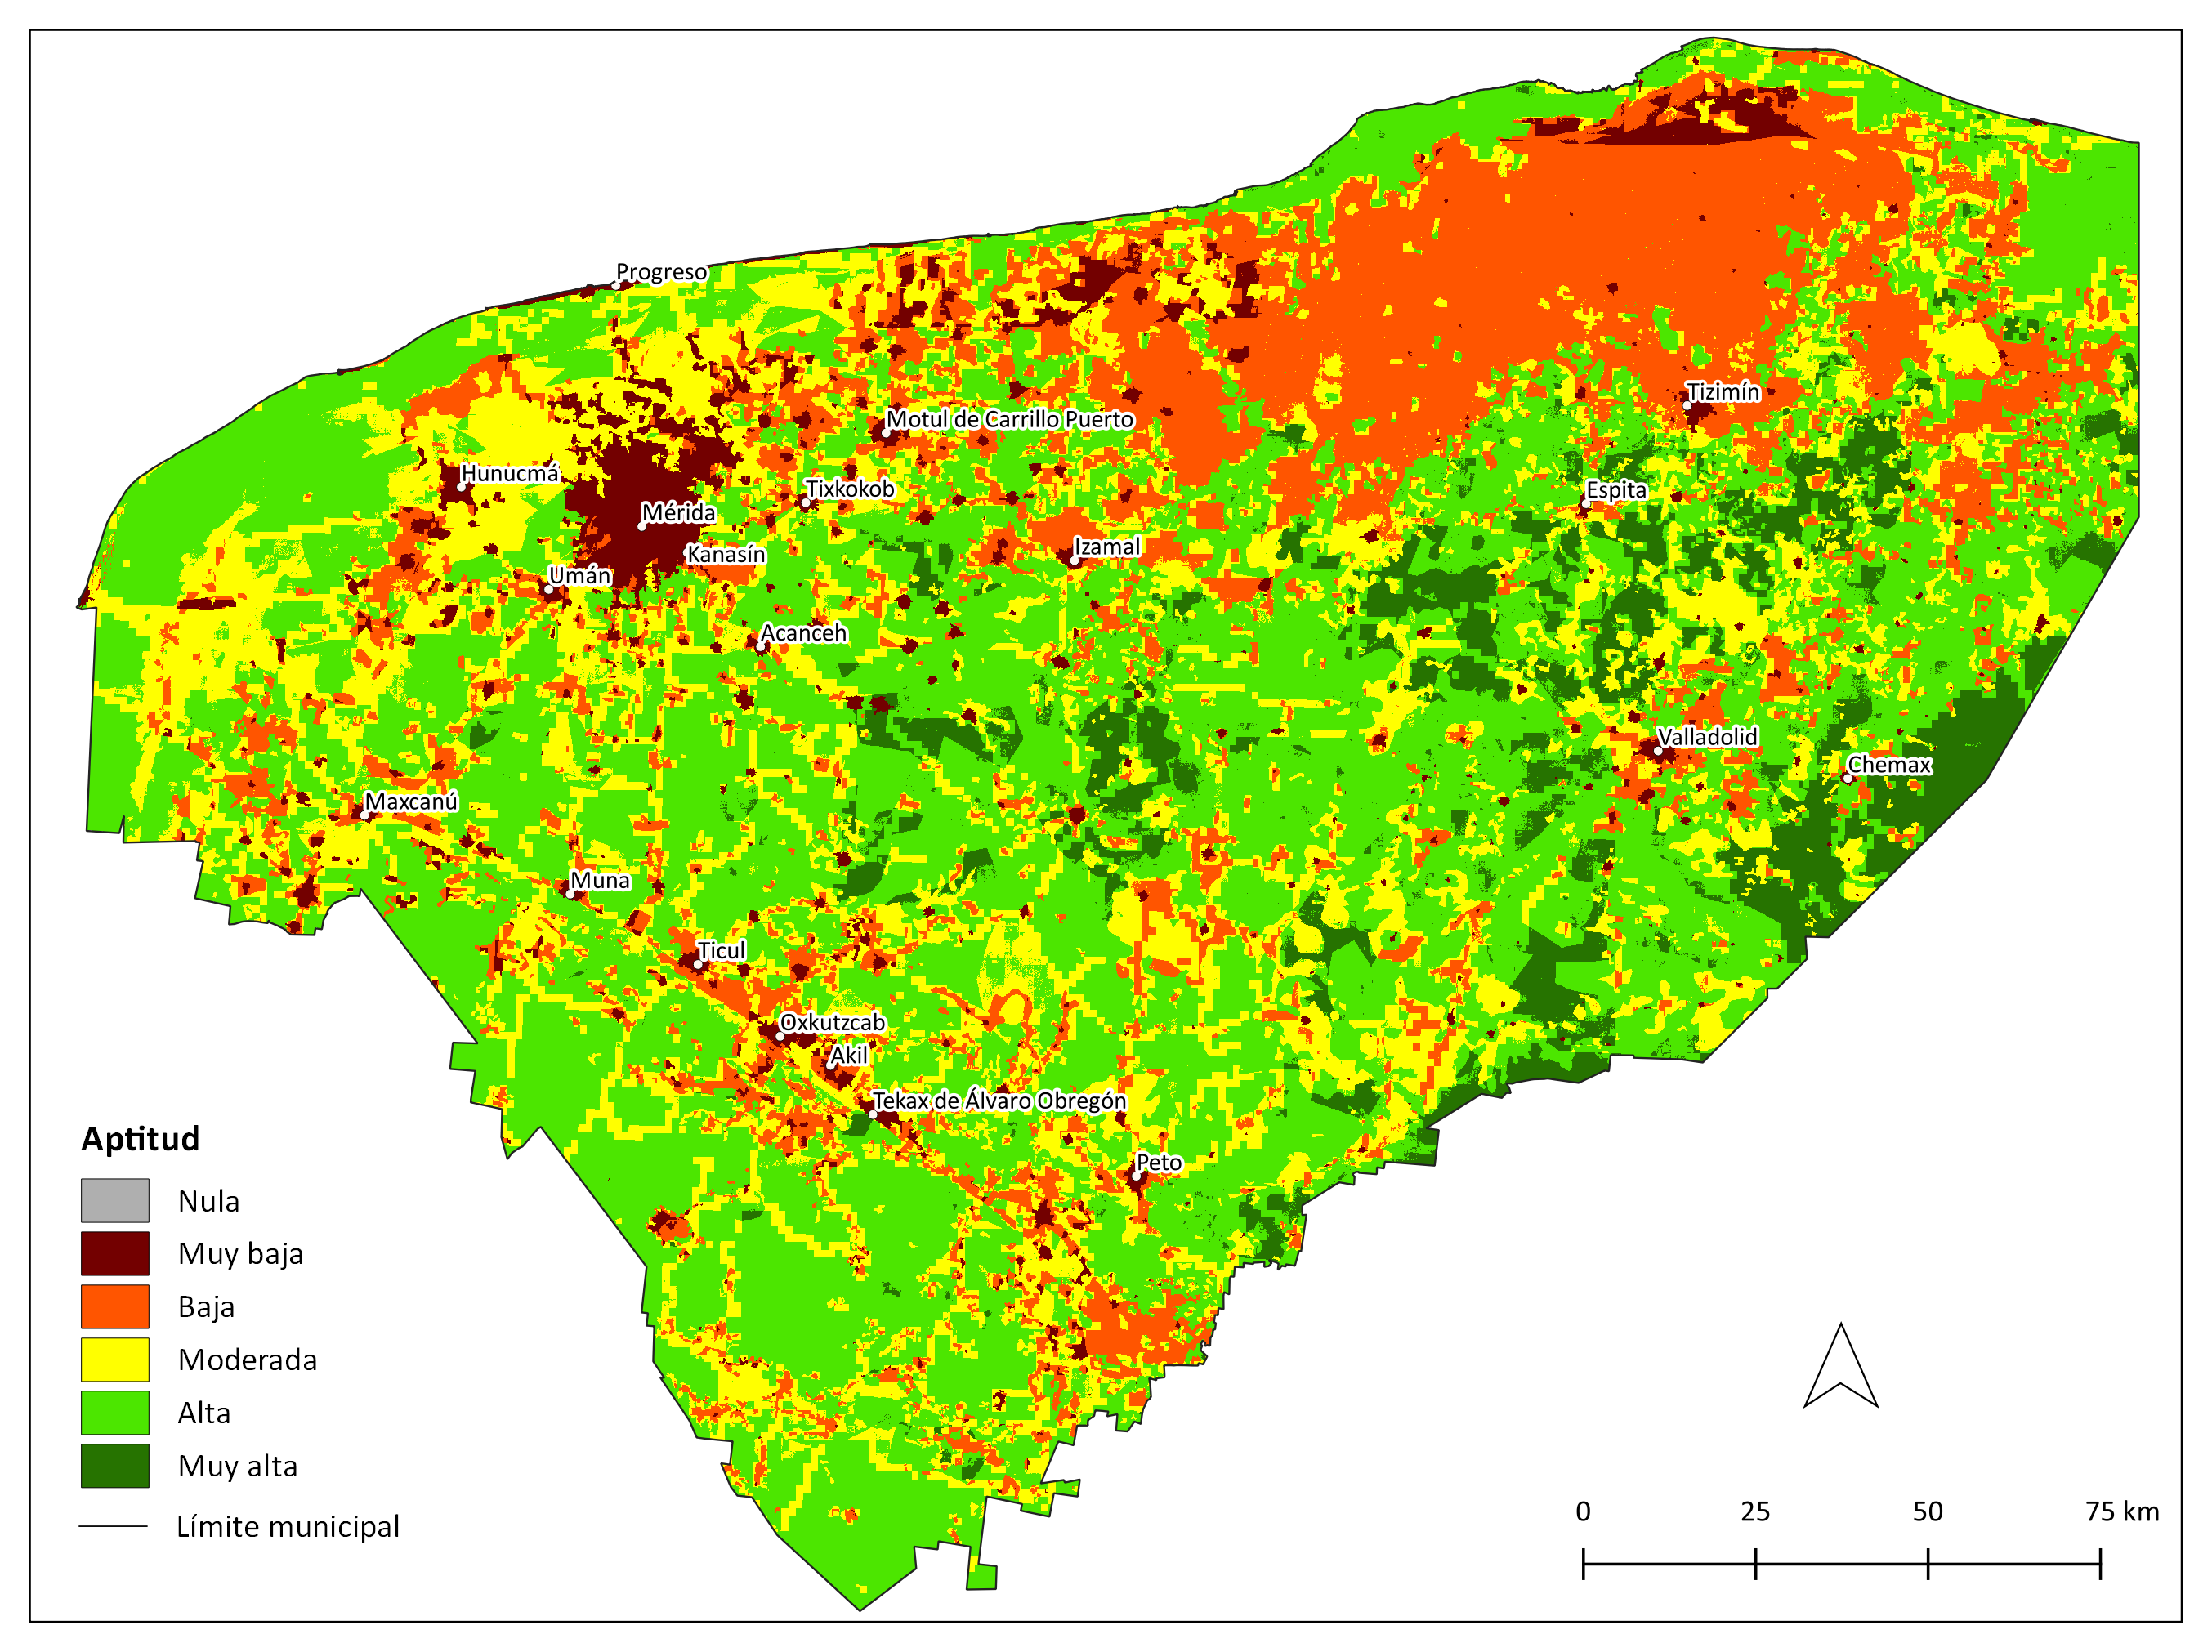 Progreso
Tizimín
Motul de Carrillo Puerto
Hunucmá
Tixkokob
Espita
Mérida
Kanasín
Izamal
Umán
Acanceh
Valladolid
Chemax
Maxcanú
Muna
Ticul
Oxkutzcab
Akil
Tekax de Álvaro Obregón
Peto
Aptitud
Nula
Muy baja
Baja
Moderada
Alta
Muy alta
Límite municipal
0 25 50 75 km